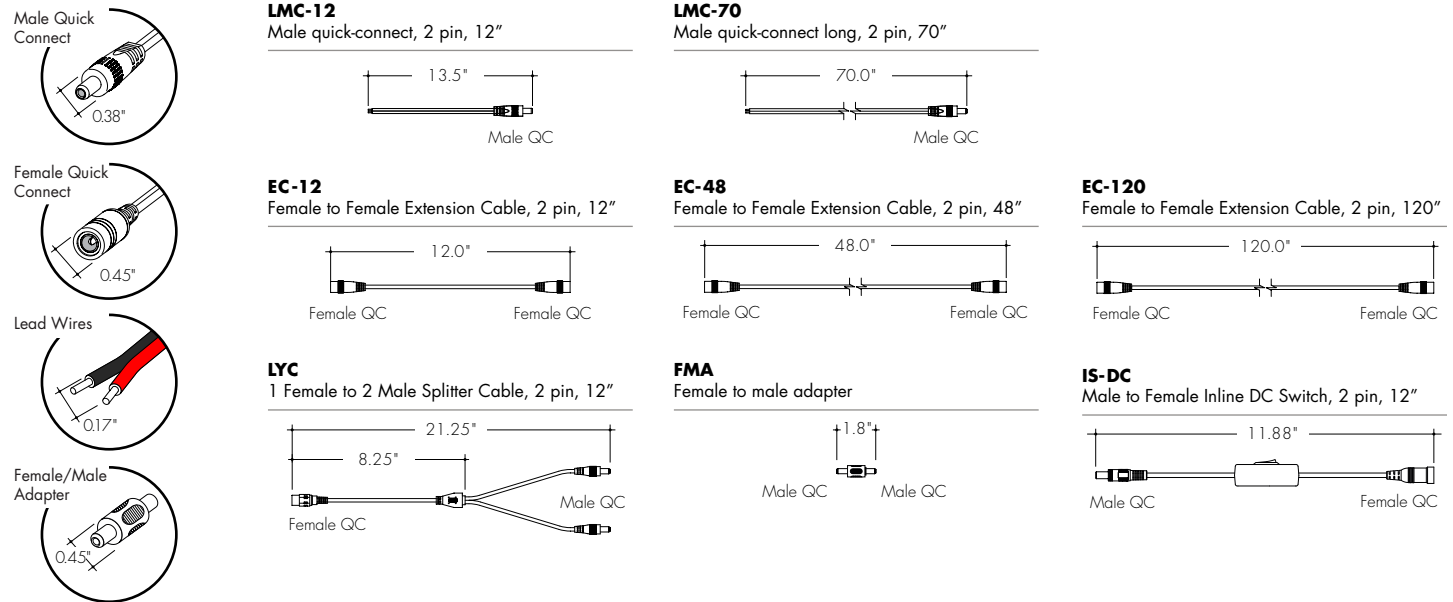 Male Quick
Connect
0.38"
Female Quick
Connect
0.45"
Lead Wires
0.17"
Female/Male
Adapter
0.45"
LMC-12
Male quick-connect, 2 pin, 12”
13.5"
Male QC
LMC-70
Male quick-connect long, 2 pin, 70”
70.0"
Male QC
EC-12
Female to Female Extension Cable, 2 pin, 12”
12.0"
Female QC Female QC
EC-48
Female to Female Extension Cable, 2 pin, 48”
48.0"
Female QC Female QC
EC-120
Female to Female Extension Cable, 2 pin, 120”
120.0"
Female QC Female QC
LYC
1 Female to 2 Male Splitter Cable, 2 pin, 12”
21.25"
8.25"
Male QC
Female QC
FMA
Female to male adapter
1.8"
Male QC Male QC
IS-DC
Male to Female Inline DC Switch, 2 pin, 12”
11.88"
Male QC Female QC